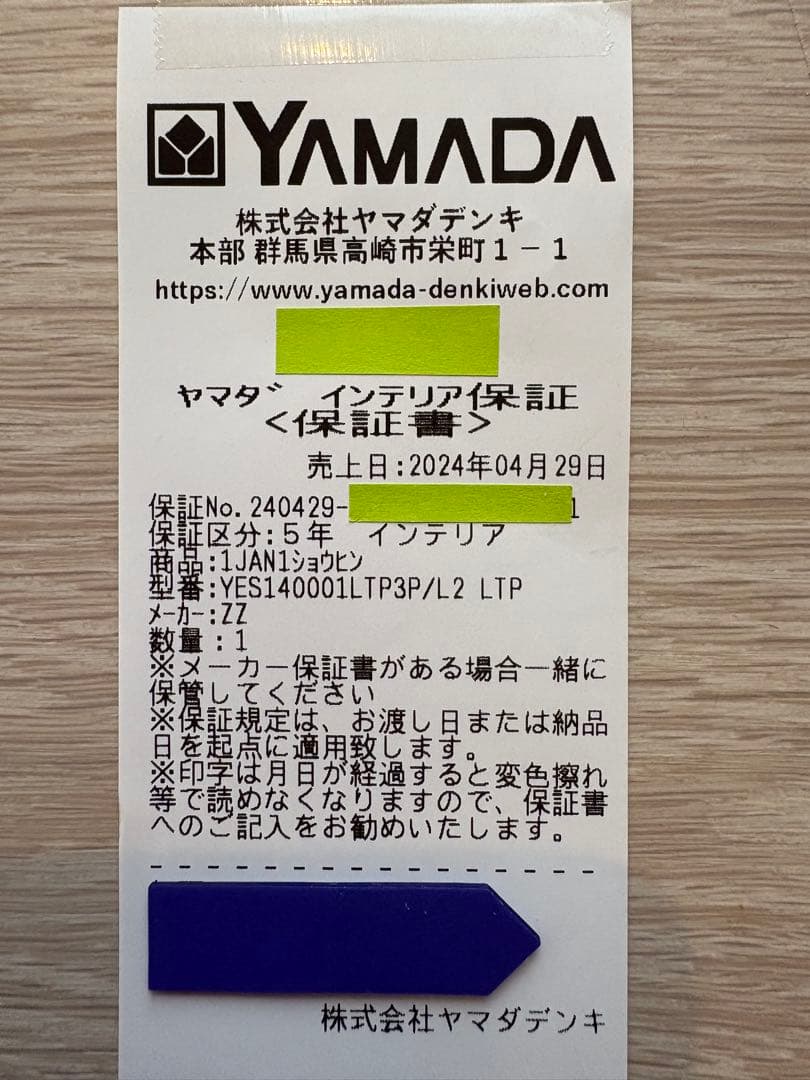 YAMADA
株式会社ヤマダデンキ
本部 群馬県高崎市栄町1-1
https://www.yamada-denkiweb.com
ヤマダ インテリア保証
<保証書>
売上日:2024年04月29日
保証No.240429-1
保証区分:5年 インテリア
商品:1JAN1ショウヒン
型番:YES140001LTP3P/L2 LTP
メーカー:ZZ
数量:1
※メーカー保証書がある場合一緒に
保管してください
※保証規定は、お渡し日または納品
日を起点に適用致します。
※印字は月日が経過すると変色擦れ
等で読めなくなりますので、保証書
へのご記入をお勧めいたします。
株式会社ヤマダデンキ